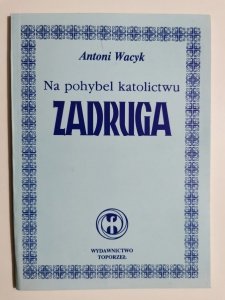 Antoni Wacyk
Na pohybel katolictwu
ZADRUGA
WYDAWNICTWO
TOPORZEŁ